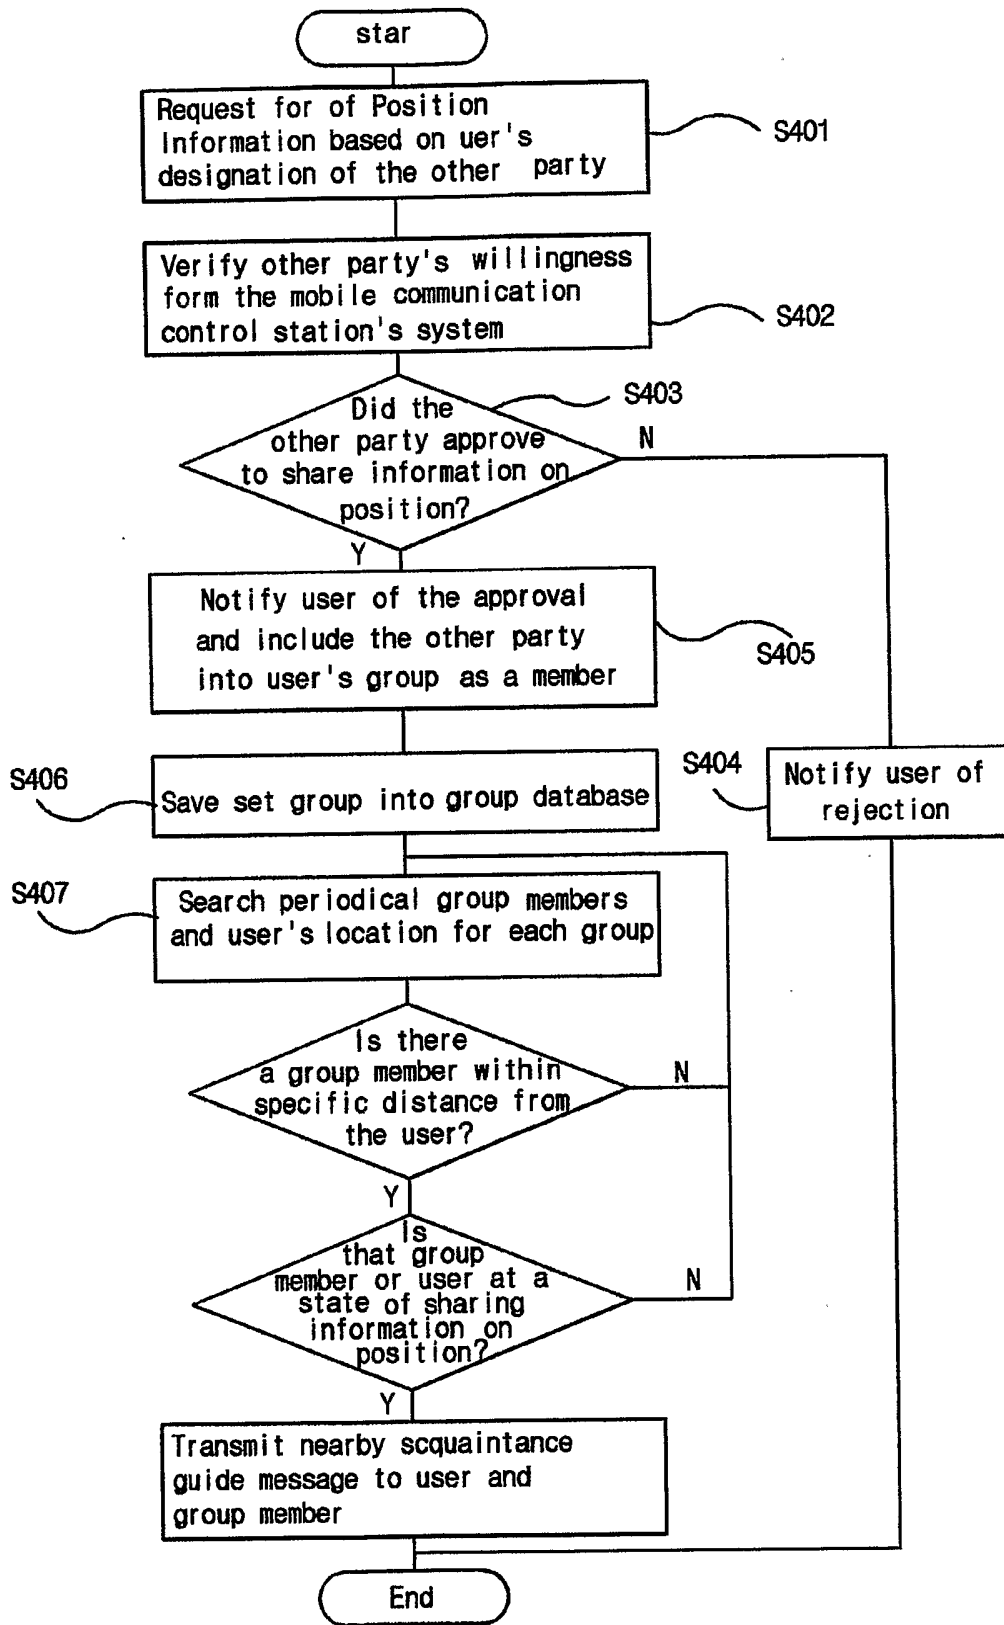 star
Request for of Position
Information based on uer's
designation of the other party
S401
Verify other party's willingness
form the mobile communication
control station's system
S402
Did the
other party approve
to share information on
position?
S403
N
Y
Notify user of the approval
and include the other party
into user's group as a member
S405
S406
Save set group into group database
S404
Notify user of
rejection
S407
Search periodical group members
and user's location for each group
Is there
a group member within
specific distance from
the user?
N
Y
Is
that group
member or user at a
state of sharing
information on
position?
N
Y
Transmit nearby scquaintance
guide message to user and
group member
End